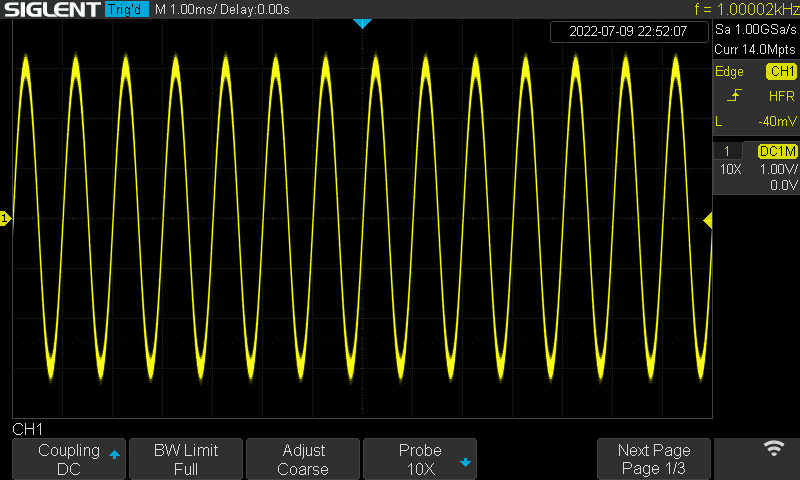 SIGLENT Trig'd M 1.00ms/ Delay:0.00s f = 1.00002kHz
2022-07-09 22:52:07
Sa 1.00GSa/s
Curr 14.0Mpts
Edge CH1
HFR
L -40mV
1 DC1M
10X 1.00V/
0.0V
1
CH1
Coupling
DC
BW Limit
Full
Adjust
Coarse
Probe
10X
Next Page
Page 1/3